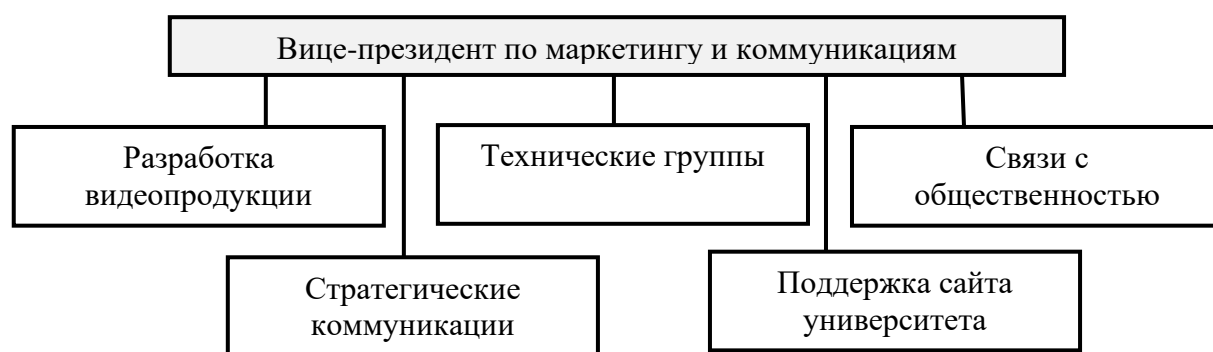 Вице-президент по маркетингу и коммуникациям
Разработка
видеопродукции
Технические группы
Связи с
общественностью
Стратегические
коммуникации
Поддержка сайта
университета